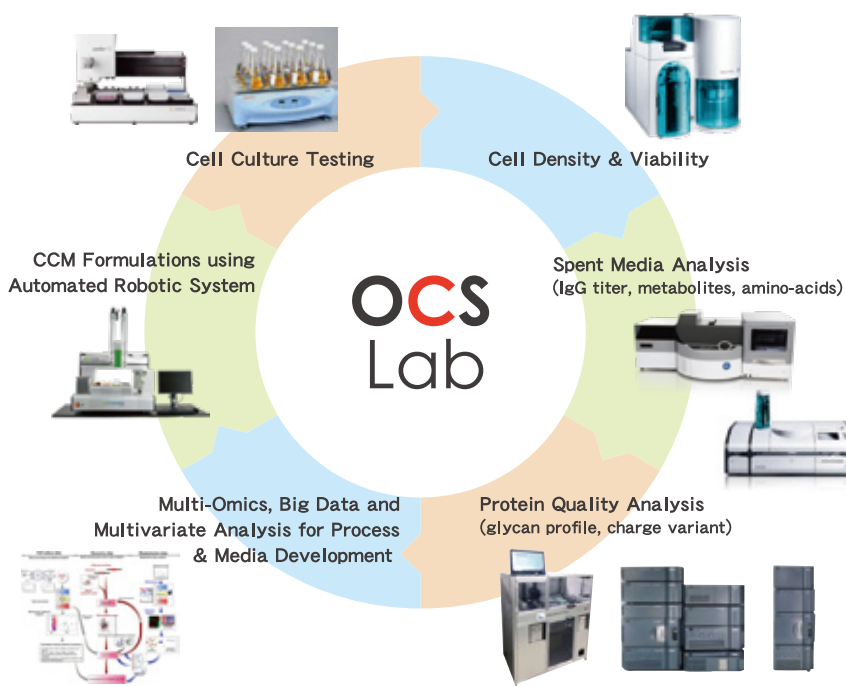 Cell Culture Testing
Cell Density & Viability
CCM Formulations using
Automated Robotic System
Spent Media Analysis
(IgG titer, metabolites, amino-acids)
OCS
Lab
Multi-Omics, Big Data and
Multivariate Analysis for Process
& Media Development
Protein Quality Analysis
(glycan profile, charge variant)